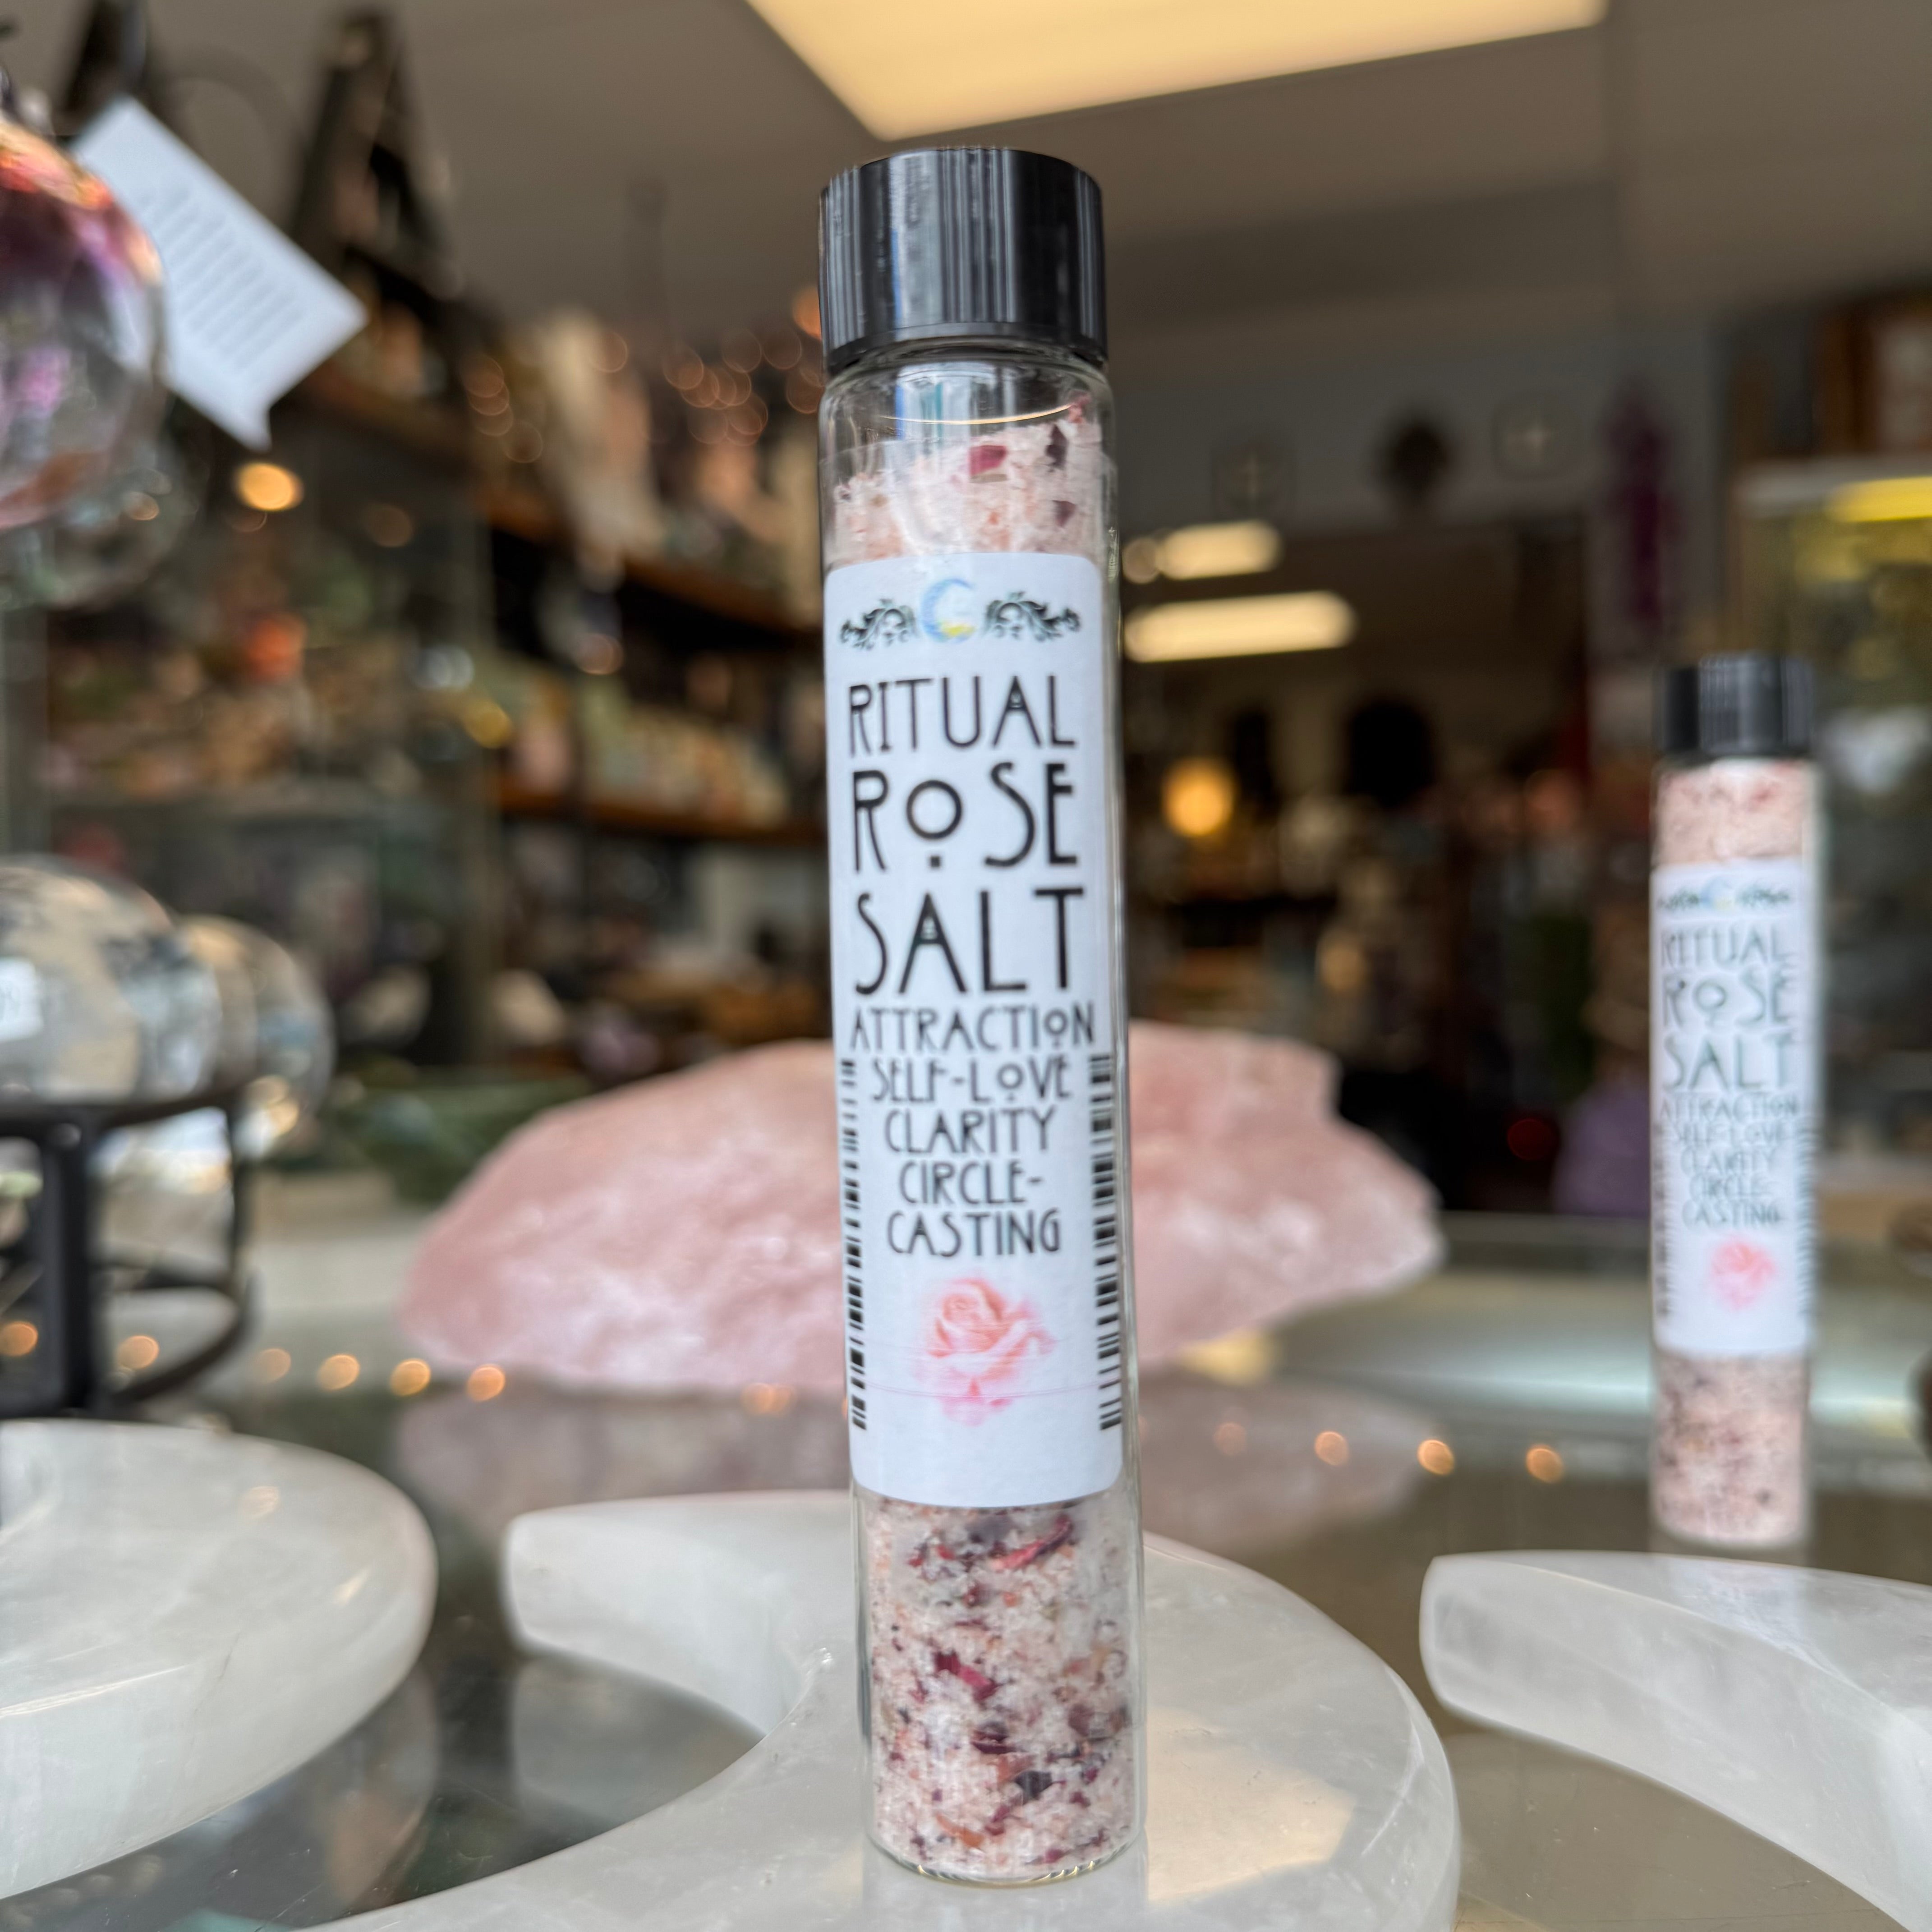 RITUAL
ROSE
SALT
ATTRACTION
SELF-LOVE
CLARITY
CIRCLE-
CASTING
RITUAL
ROSE
SALT
ATTRACTION
SELF-LOVE
CLARITY
CIRCLE-
CASTING